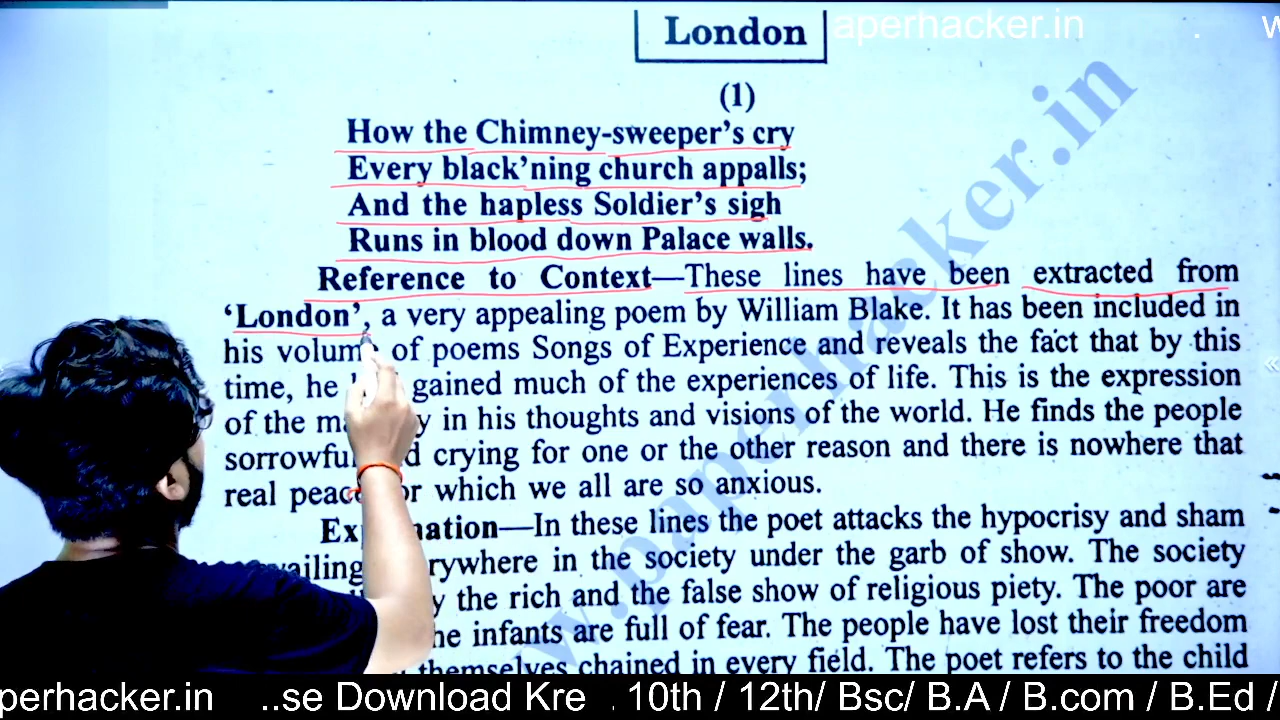 London
aperhacker.in . w
(1)
How the Chimney-sweeper's cry
Every black'ning church appalls;
And the hapless Soldier's sigh
Runs in blood down Palace walls.
Reference to Context—These lines have been extracted from
'London', a very appealing poem by William Blake. It has been included in
his volum of poems Songs of Experience and reveals the fact that by this
time, he gained much of the experiences of life. This is the expression
of the in his thoughts and visions of the world. He finds the people
sorrowful crying for one or the other reason and there is nowhere that
real peace for which we all are so anxious.
Explanation—In these lines the poet attacks the hypocrisy and sham
everywhere in the society under the garb of show. The society
the rich and the false show of religious piety. The poor are
the infants are full of fear. The people have lost their freedom
themselves chained in every field. The poet refers to the child
w.paperhacker.in
perhacker.in ..se Download Kre . 10th / 12th/ Bsc/ B.A / B.com / B.Ed /